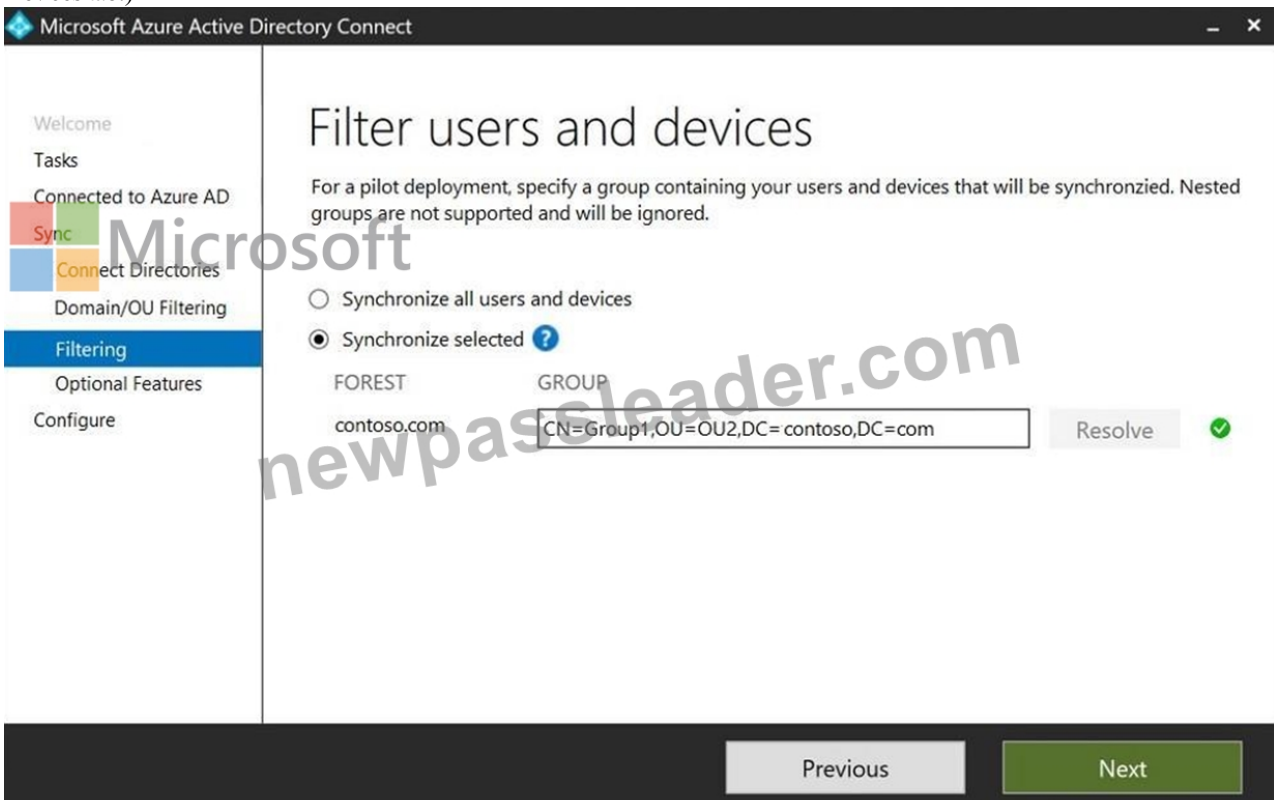 Microsoft Azure Active Directory Connect
Welcome
Tasks
Connected to Azure AD
Sync
Connect Directories
Domain/OU Filtering
Filtering
Optional Features
Configure
Filter users and devices
For a pilot deployment, specify a group containing your users and devices that will be synchronzied. Nested
groups are not supported and will be ignored.
Synchronize all users and devices
Synchronize selected ?
FOREST GROUP
contoso.com CN=Group1,OU=OU2,DC= contoso,DC=com Resolve
Previous Next
Microsoft
newpassleader.com